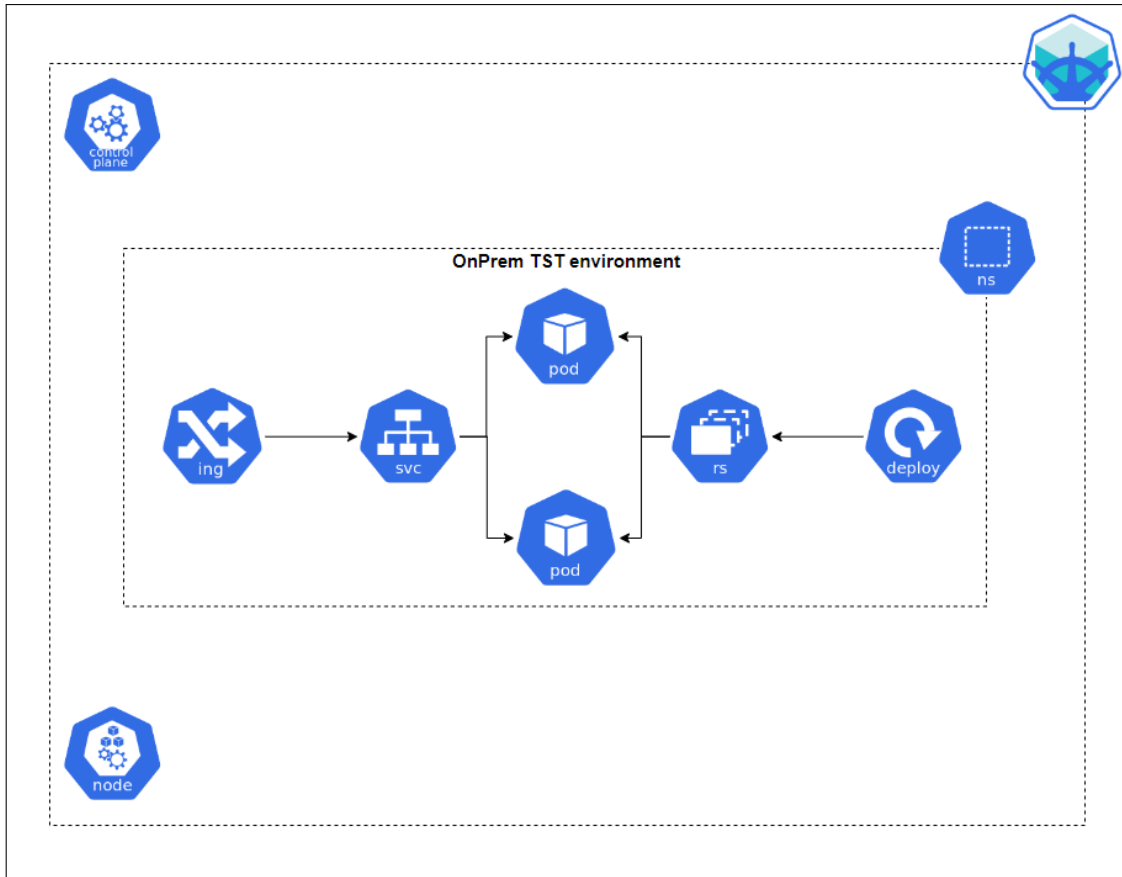 control
plane
ns
OnPrem TST environment
pod
ing
svc
rs
deploy
pod
node